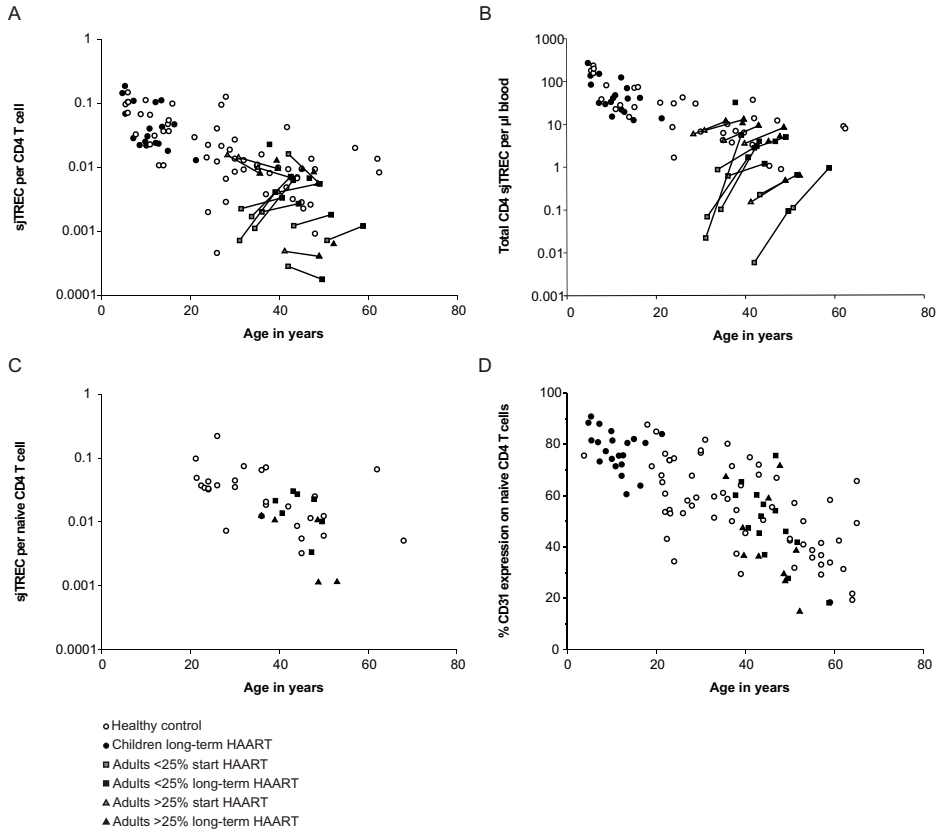 A
1
0.1
0.01
0.001
0.0001
sjTREC per CD4 T cell
0 20 40 60 80
Age in years
B
1000
100
10
1
0.1
0.01
.001
Total CD4 sjTREC per µl blood
0 20 40 60 80
Age in years
C
1
0.1
0.01
0.001
0.0001
sjTREC per naive CD4 T cell
0 20 40 60 80
Age in years
D
100
80
60
40
20
0
% CD31 expression on naive CD4 T cells
0 20 40 60 80
Age in years
Healthy control
Children long-term HAART
Adults <25% start HAART
Adults <25% long-term HAART
Adults >25% start HAART
Adults >25% long-term HAART